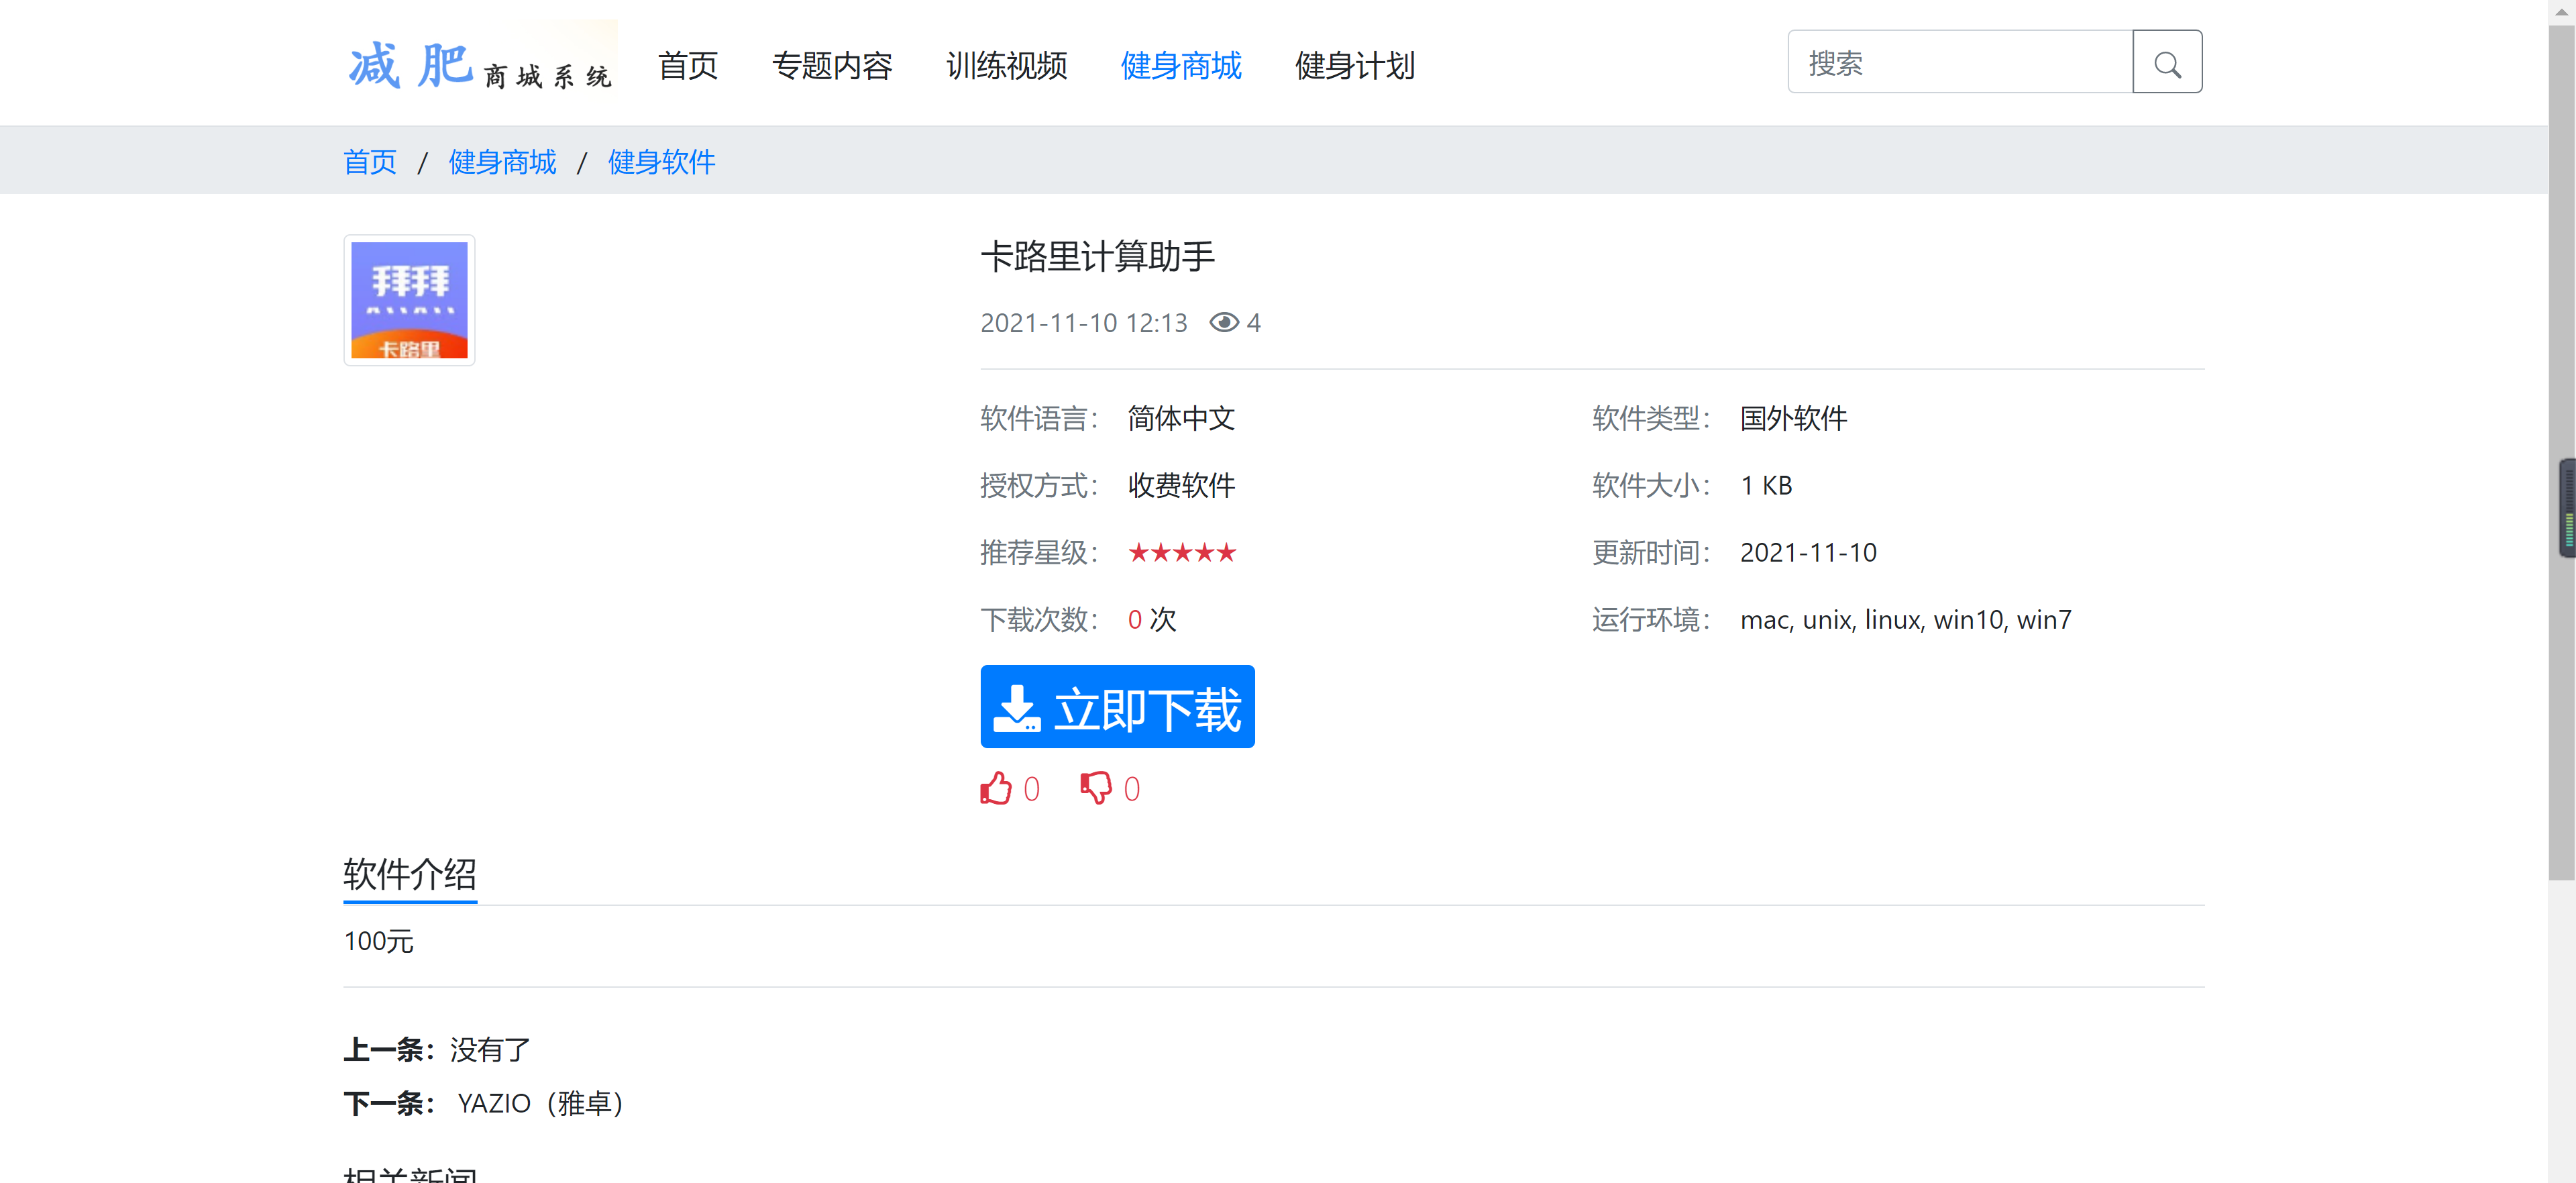 减肥商城系统 首页 专题内容 训练视频 健身商城 健身计划 搜索
首页 / 健身商城 / 健身软件
拜拜
卡路里
卡路里计算助手
2021-11-10 12:13 4
软件语言： 简体中文 软件类型： 国外软件
授权方式： 收费软件 软件大小： 1 KB
推荐星级： ★★★★★ 更新时间： 2021-11-10
下载次数： 0 次 运行环境： mac, unix, linux, win10, win7
立即下载
0 0
软件介绍
100元
上一条：没有了
下一条： YAZIO（雅卓）
相关新闻